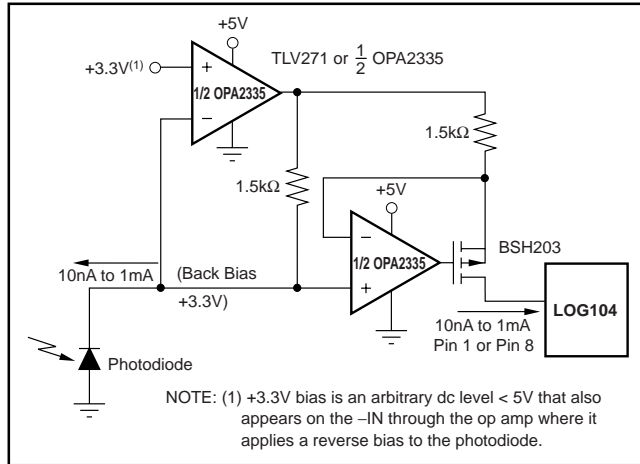 +5V
TLV271 or 1/2 OPA2335
+3.3V(1)
+
1/2 OPA2335
–
1.5kΩ
1.5kΩ
+5V
–
1/2 OPA2335
+
BSH203
10nA to 1mA
(Back Bias
+3.3V)
LOG104
10nA to 1mA
Pin 1 or Pin 8
Photodiode
NOTE: (1) +3.3V bias is an arbitrary dc level < 5V that also
appears on the –IN through the op amp where it
applies a reverse bias to the photodiode.